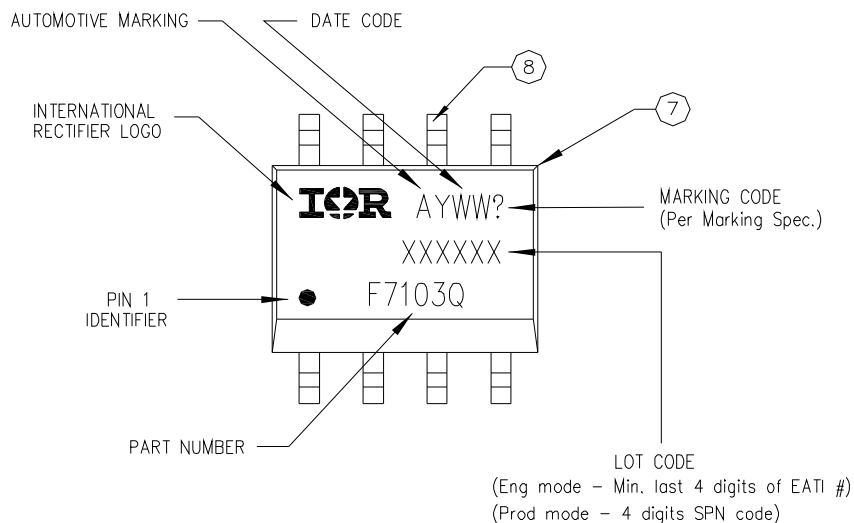 AUTOMOTIVE MARKING
DATE CODE
8
7
INTERNATIONAL
RECTIFIER LOGO
IOR
AYWW?
MARKING CODE
(Per Marking Spec.)
XXXXXX
F7103Q
PIN 1
IDENTIFIER
PART NUMBER
LOT CODE
(Eng mode – Min. last 4 digits of EATI #)
(Prod mode – 4 digits SPN code)